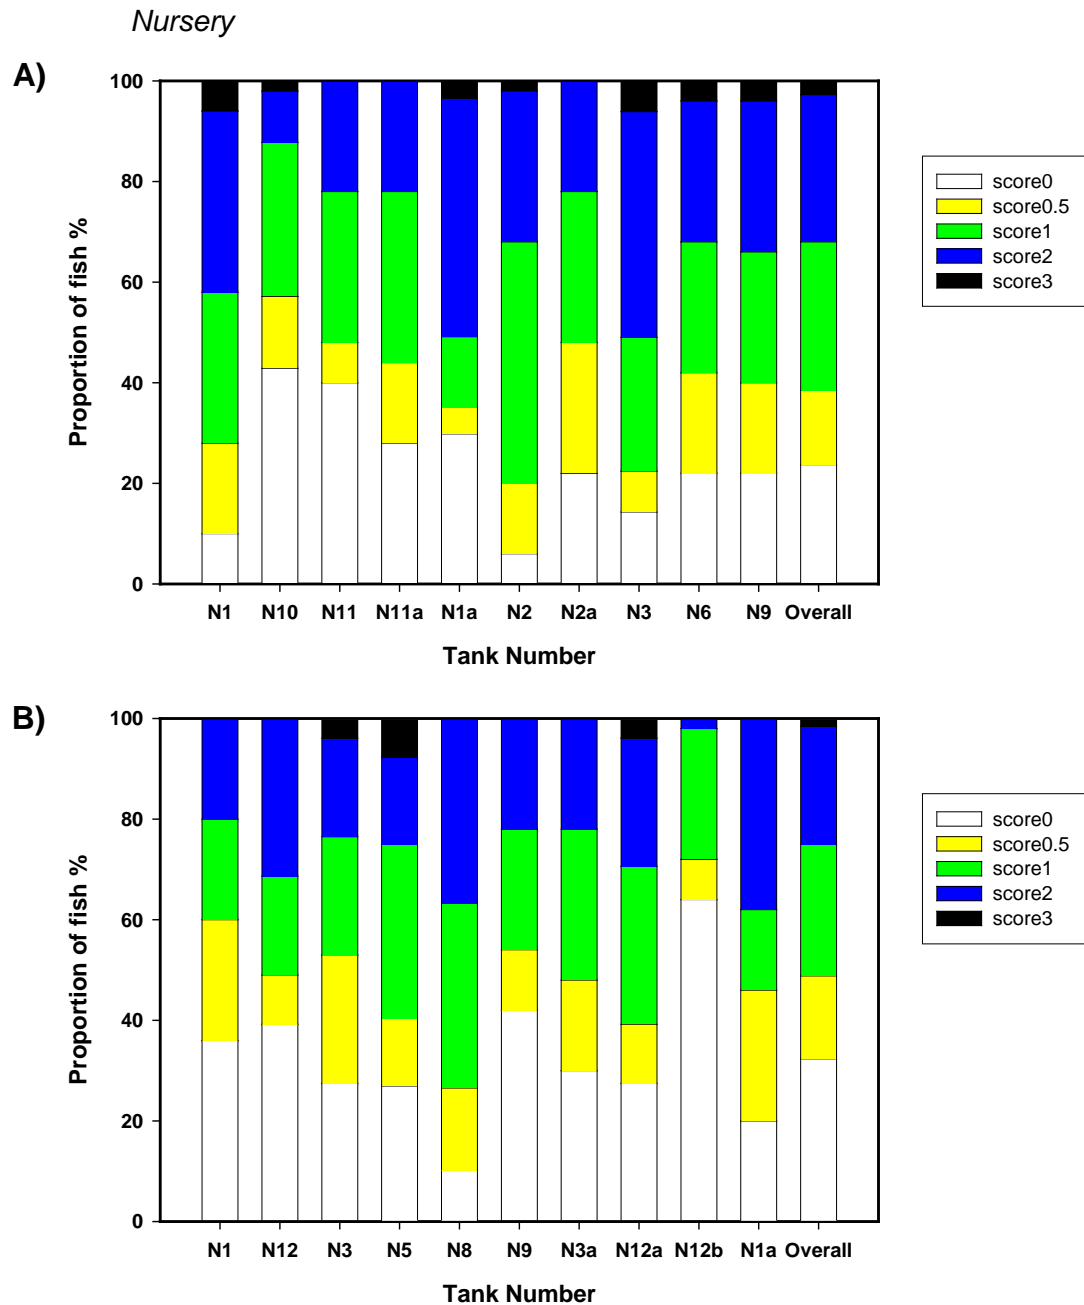 Nursery
A)
100
80
60
40
20
0
Proportion of fish %
N1 N10 N11 N11a N1a N2 N2a N3 N6 N9 Overall
Tank Number
score0
score0.5
score1
score2
score3
B)
100
80
60
40
20
0
Proportion of fish %
N1 N12 N3 N5 N8 N9 N3a N12a N12b N1a Overall
Tank Number
score0
score0.5
score1
score2
score3